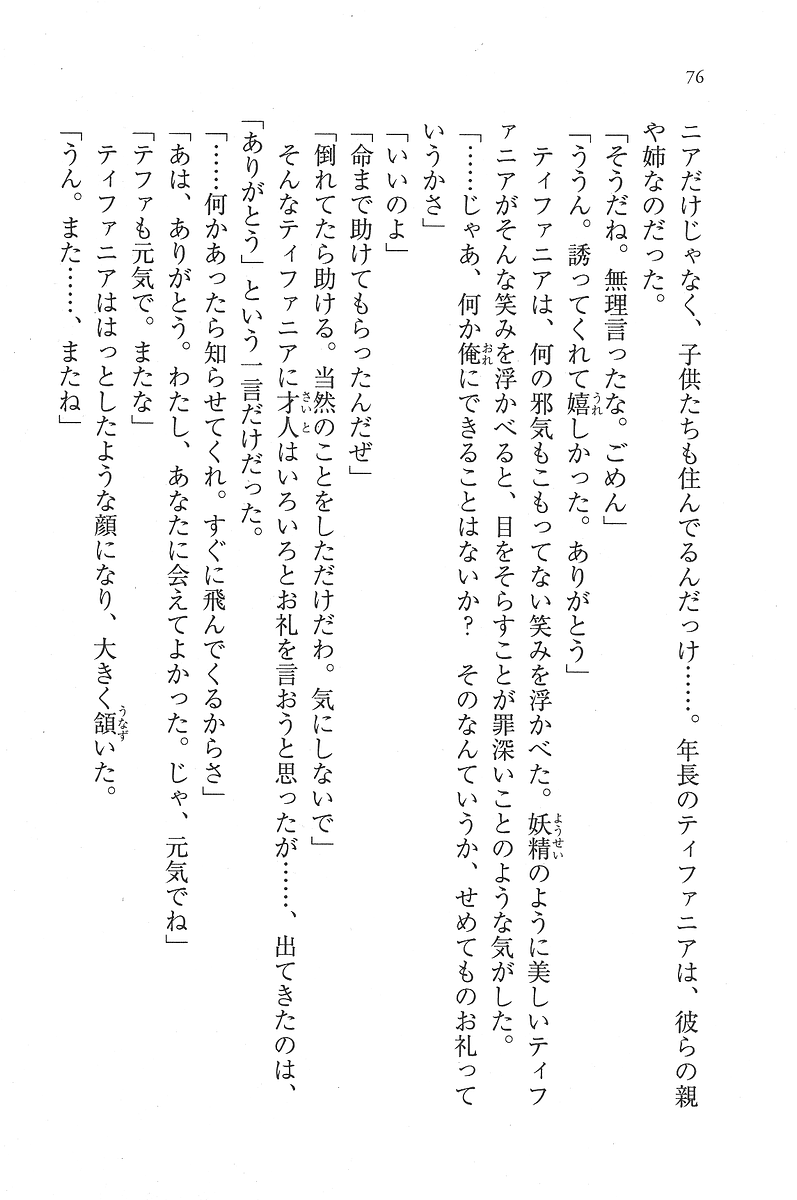 76
ニアだけじゃなく、子供たちも住んでるんだっけ……。年長のティファニアは、彼らの親
や姉なのだった。
「そうだね。無理言ったな。ごめん」
「ううん。誘ってくれて嬉しかった。ありがとう」
　ティファニアは、何の邪気もこもってない笑みを浮かべた。妖精のように美しいティフ
ァニアがそんな笑みを浮かべると、目をそらすことが罪深いことのような気がした。
「……じゃあ、何か俺にできることはないか？　そのなんていうか、せめてものお礼って
いうかさ」
「いいのよ」
「命まで助けてもらったんだぜ」
「倒れてたら助ける。当然のことをしただけだわ。気にしないで」
　そんなティファニアに才人はいろいろとお礼を言おうと思ったが……、出てきたのは、
「ありがとう」という一言だけだった。
「……何かあったら知らせてくれ。すぐに飛んでくるからさ」
「あは、ありがとう。わたし、あなたに会えてよかった。じゃ、元気でね」
「テファも元気で。またな」
　ティファニアははっとしたような顔になり、大きく頷いた。
「うん。また……、またね」